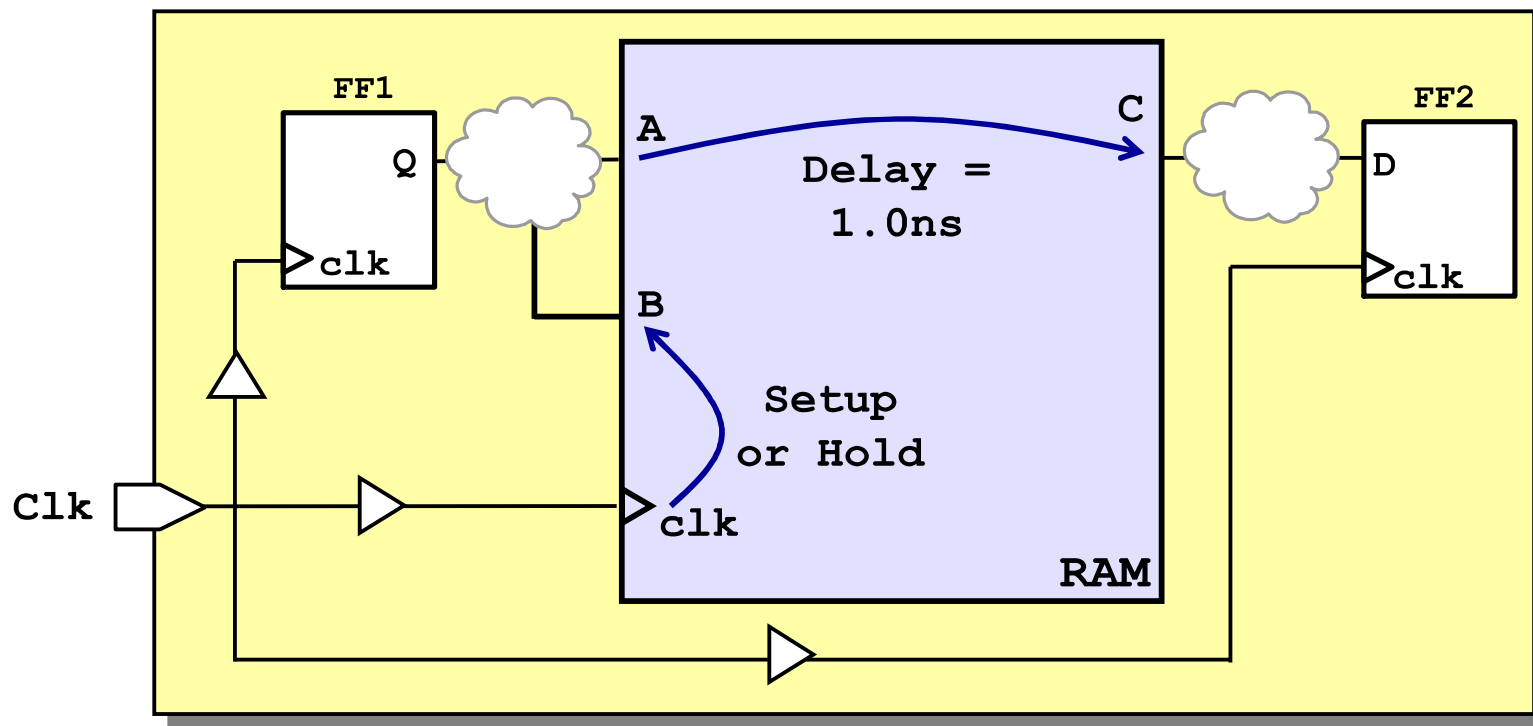 FF1
Q
clk
A
C
Delay =
1.0ns
FF2
D
clk
B
Setup
or Hold
Clk
clk
RAM